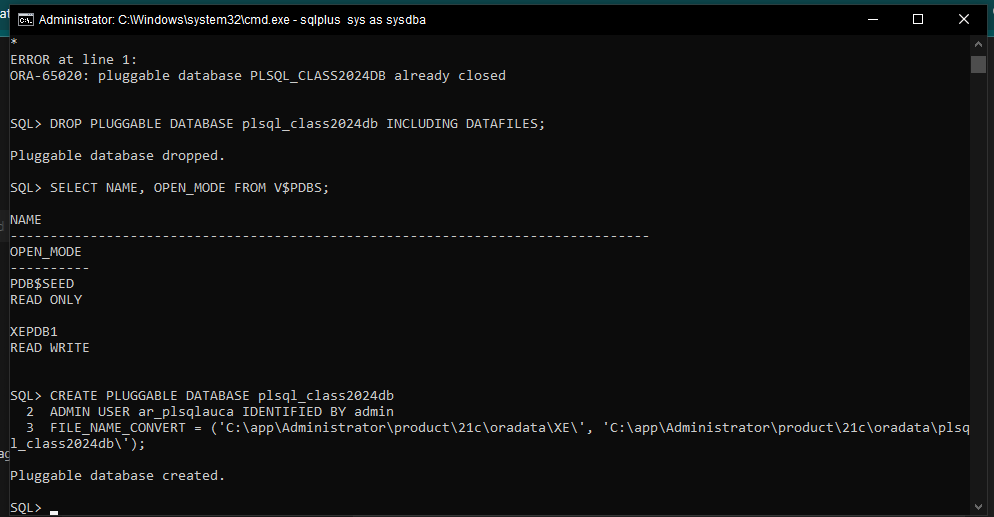 Administrator: C:\Windows\system32\cmd.exe - sqlplus  sys as sysdba
*
ERROR at line 1:
ORA-65020: pluggable database PLSQL_CLASS2024DB already closed
SQL> DROP PLUGGABLE DATABASE plsql_class2024db INCLUDING DATAFILES;
Pluggable database dropped.
SQL> SELECT NAME, OPEN_MODE FROM V$PDBS;
NAME
--------------------------------------------------------------------------------
OPEN_MODE
----------
PDB$SEED
READ ONLY
XEPDB1
READ WRITE
SQL> CREATE PLUGGABLE DATABASE plsql_class2024db
  2  ADMIN USER ar_plsqlauca IDENTIFIED BY admin
  3  FILE_NAME_CONVERT = ('C:\app\Administrator\product\21c\oradata\XE\', 'C:\app\Administrator\product\21c\oradata\plsq
l_class2024db\');
Pluggable database created.
SQL>